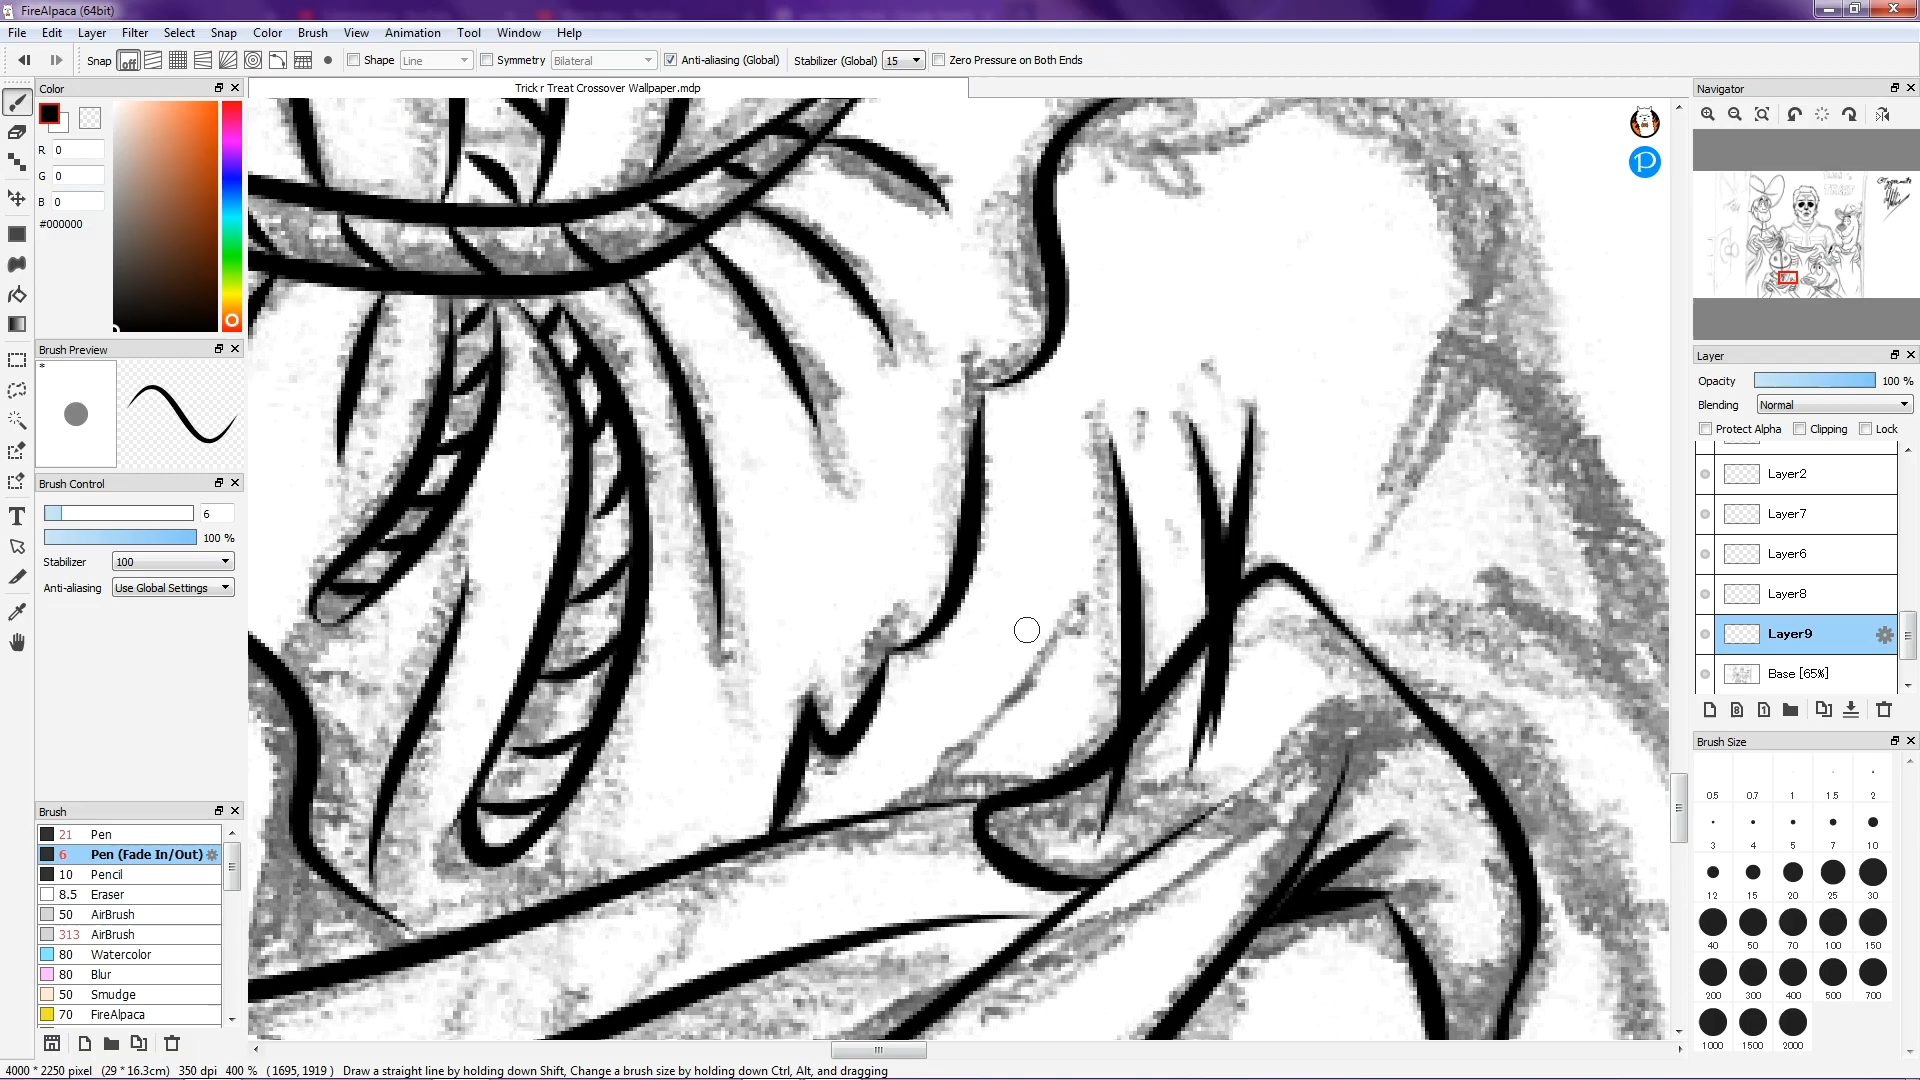 FireAlpaca (64bit)
File Edit Layer Filter Select Snap Color Brush View Animation Tool Window Help
Snap off Shape Line Symmetry Bilateral Anti-aliasing (Global) Stabilizer (Global) 15 Zero Pressure on Both Ends
Color
Trick r Treat Crossover Wallpaper.mdp
Navigator
R 0
G 0
B 0
#000000
Brush Preview
*
Brush Control
6
100 %
Stabilizer 100
Anti-aliasing Use Global Settings
Brush
21 Pen
6 Pen (Fade In/Out)
10 Pencil
8.5 Eraser
50 AirBrush
313 AirBrush
80 Watercolor
80 Blur
50 Smudge
70 FireAlpaca
Layer
Opacity 100 %
Blending Normal
Protect Alpha Clipping Lock
Layer2
Layer7
Layer6
Layer8
Layer9
Base [65%]
Brush Size
0.5 0.7 1 1.5 2
3 4 5 7 10
12 15 20 25 30
40 50 70 100 150
200 300 400 500 700
1000 1500 2000
4000 * 2250 pixel (29 * 16.3cm) 350 dpi 400 % ( 1695, 1919 ) Draw a straight line by holding down Shift, Change a brush size by holding down Ctrl, Alt, and dragging